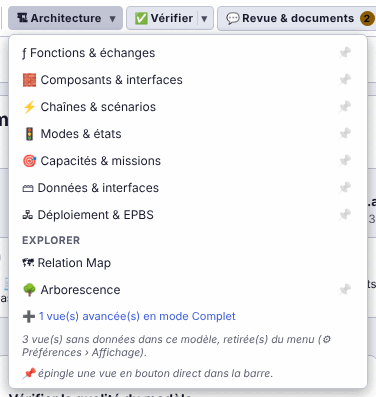 🏗 Architecture ▾ ✅ Vérifier ▾ 💬 Revue & documents 2
ƒ Fonctions & échanges 📌
🧱 Composants & interfaces 📌
⚡ Chaînes & scénarios 📌
🚦 Modes & états 📌
🎯 Capacités & missions 📌
🗃 Données & interfaces 📌
🖧 Déploiement & EPBS 📌
EXPLORER
🗺 Relation Map
🌳 Arborescence 📌
➕ 1 vue(s) avancée(s) en mode Complet
3 vue(s) sans données dans ce modèle, retirée(s) du menu (⚙
Préférences › Affichage).
📌 épingle une vue en bouton direct dans la barre.